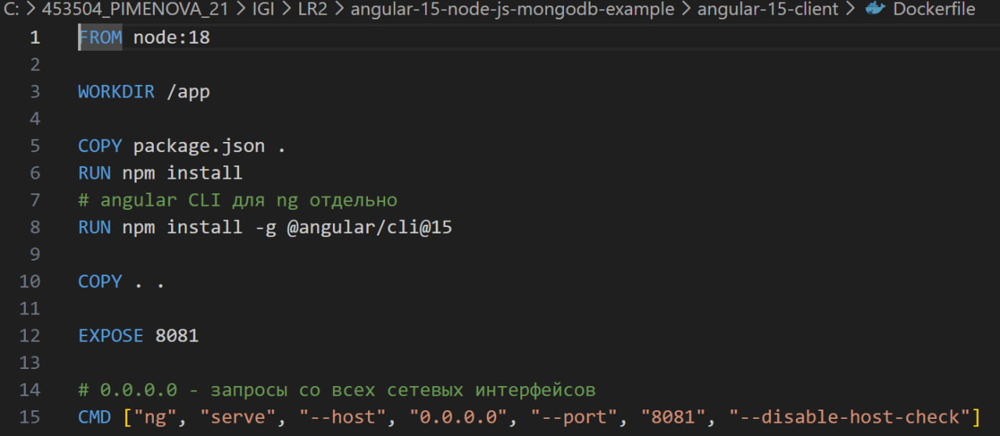 C: > 453504_PIMENOVA_21 > IGI > LR2 > angular-15-node-js-mongodb-example > angular-15-client > Dockerfile
1 FROM node:18
2
3 WORKDIR /app
4
5 COPY package.json .
6 RUN npm install
7 # angular CLI для ng отдельно
8 RUN npm install -g @angular/cli@15
9
10 COPY . .
11
12 EXPOSE 8081
13
14 # 0.0.0.0 - запросы со всех сетевых интерфейсов
15 CMD ["ng", "serve", "--host", "0.0.0.0", "--port", "8081", "--disable-host-check"]